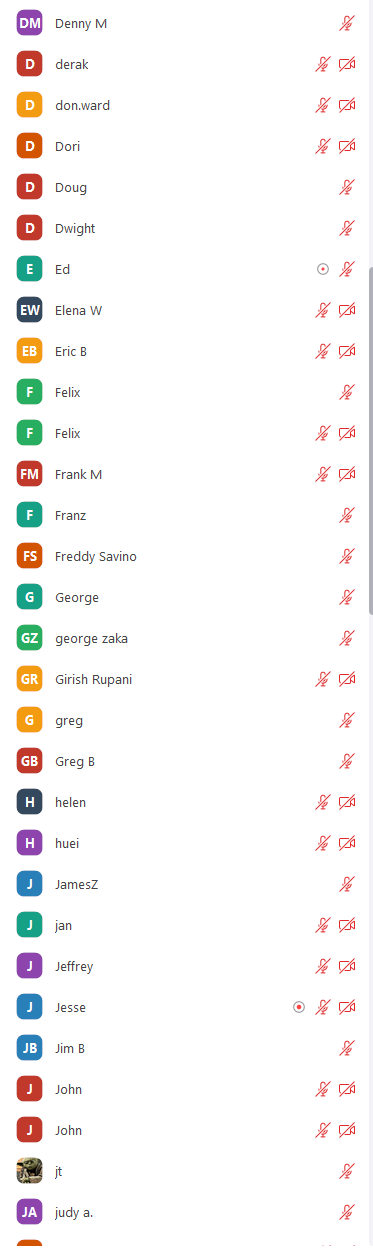 DM Denny M
D derak
D don.ward
D Dori
D Doug
D Dwight
E Ed
EW Elena W
EB Eric B
F Felix
F Felix
FM Frank M
F Franz
FS Freddy Savino
G George
GZ george zaka
GR Girish Rupani
G greg
GB Greg B
H helen
H huei
J JamesZ
J jan
J Jeffrey
J Jesse
JB Jim B
J John
J John
jt
JA judy a.